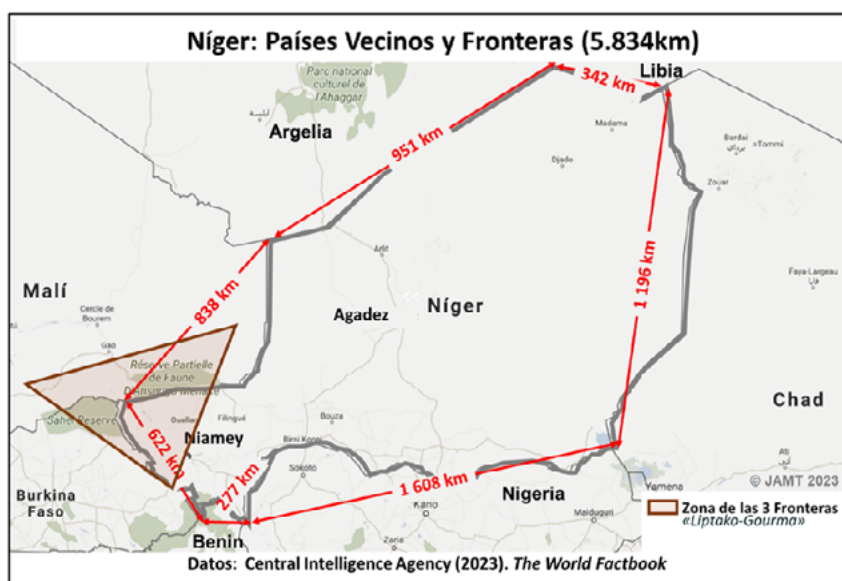 Níger: Países Vecinos y Fronteras (5.834km)
Parc national
culturel de
l'Ahaggar
Libia
342 km
Argelia
951 km
Madama
Djado
Bardai
Tommi
Zouar
Arlit
Malí
838 km
Agadez
Níger
1 196 km
Faya-Largeau
Cercle de
Bourem
Gao
Réserve Partielle
de Faune
D'Ansongo Menaka
Sahel Reserve
Ouallam
Filingué
Chad
622 km
Niamey
Bouza
Birni Konni
Sokoto
277 km
1 608 km
Ati
Burkina
Faso
Nigeria
Yamena
© JAMT 2023
Kano
Maiduguri
Zona de las 3 Fronteras
«Liptako-Gourma»
Benin
Zaria
Datos: Central Intelligence Agency (2023). The World Factbook